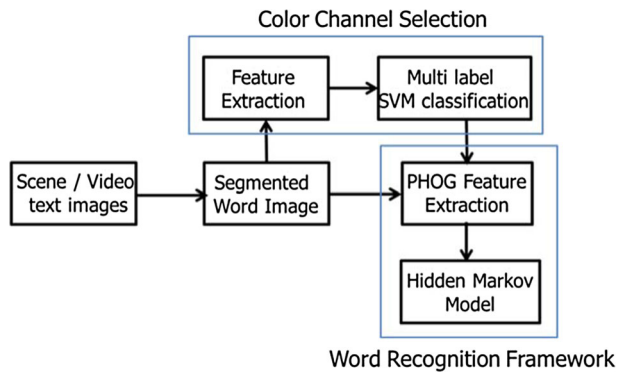 Color Channel Selection
Feature
Extraction
Multi label
SVM classification
Scene / Video
text images
Segmented
Word Image
PHOG Feature
Extraction
Hidden Markov
Model
Word Recognition Framework